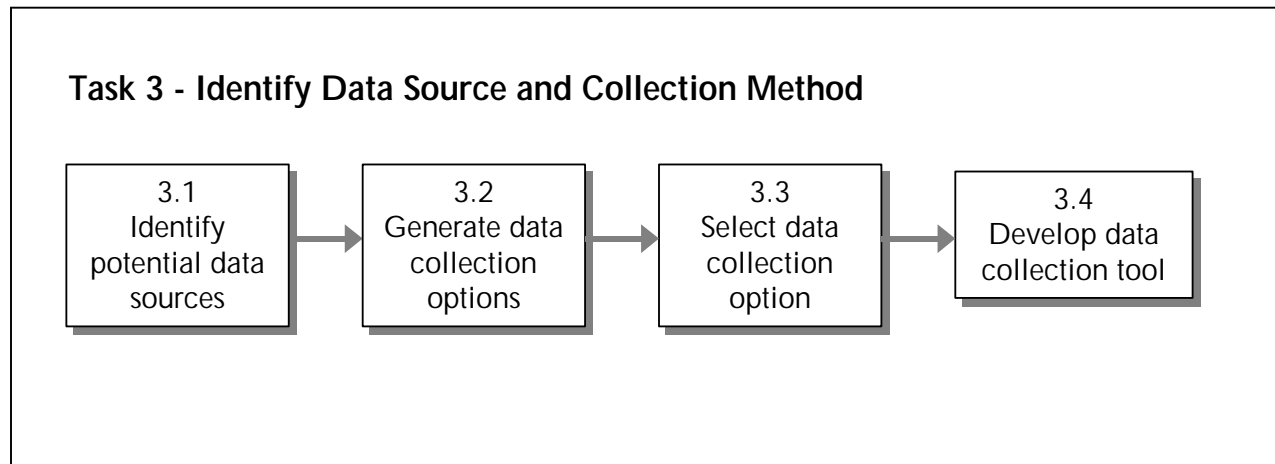 Task 3 - Identify Data Source and Collection Method
3.1
Identify
potential data
sources
3.2
Generate data
collection
options
3.3
Select data
collection
option
3.4
Develop data
collection tool